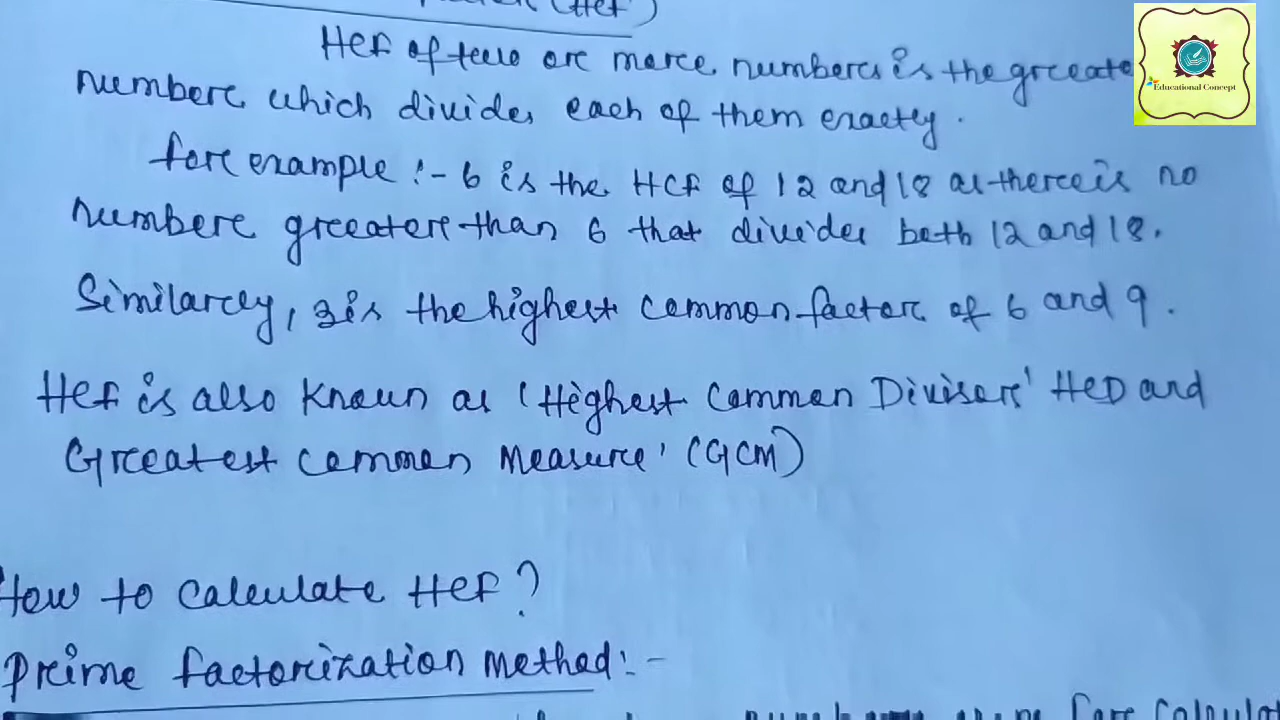 (HCF)
HCF of two or more numbers is the greate
Educational Concept
number which divides each of them exactly.
for example :- 6 is the HCF of 12 and 18 as there is no
number greater than 6 that divides both 12 and 18.
Similarly, 3 is the highest common factor of 6 and 9.
HCF is also known as 'Highest Common Divisor' HCD and
Greatest common Measure' (GCM)
How to calculate HCF?
Prime factorization method:-